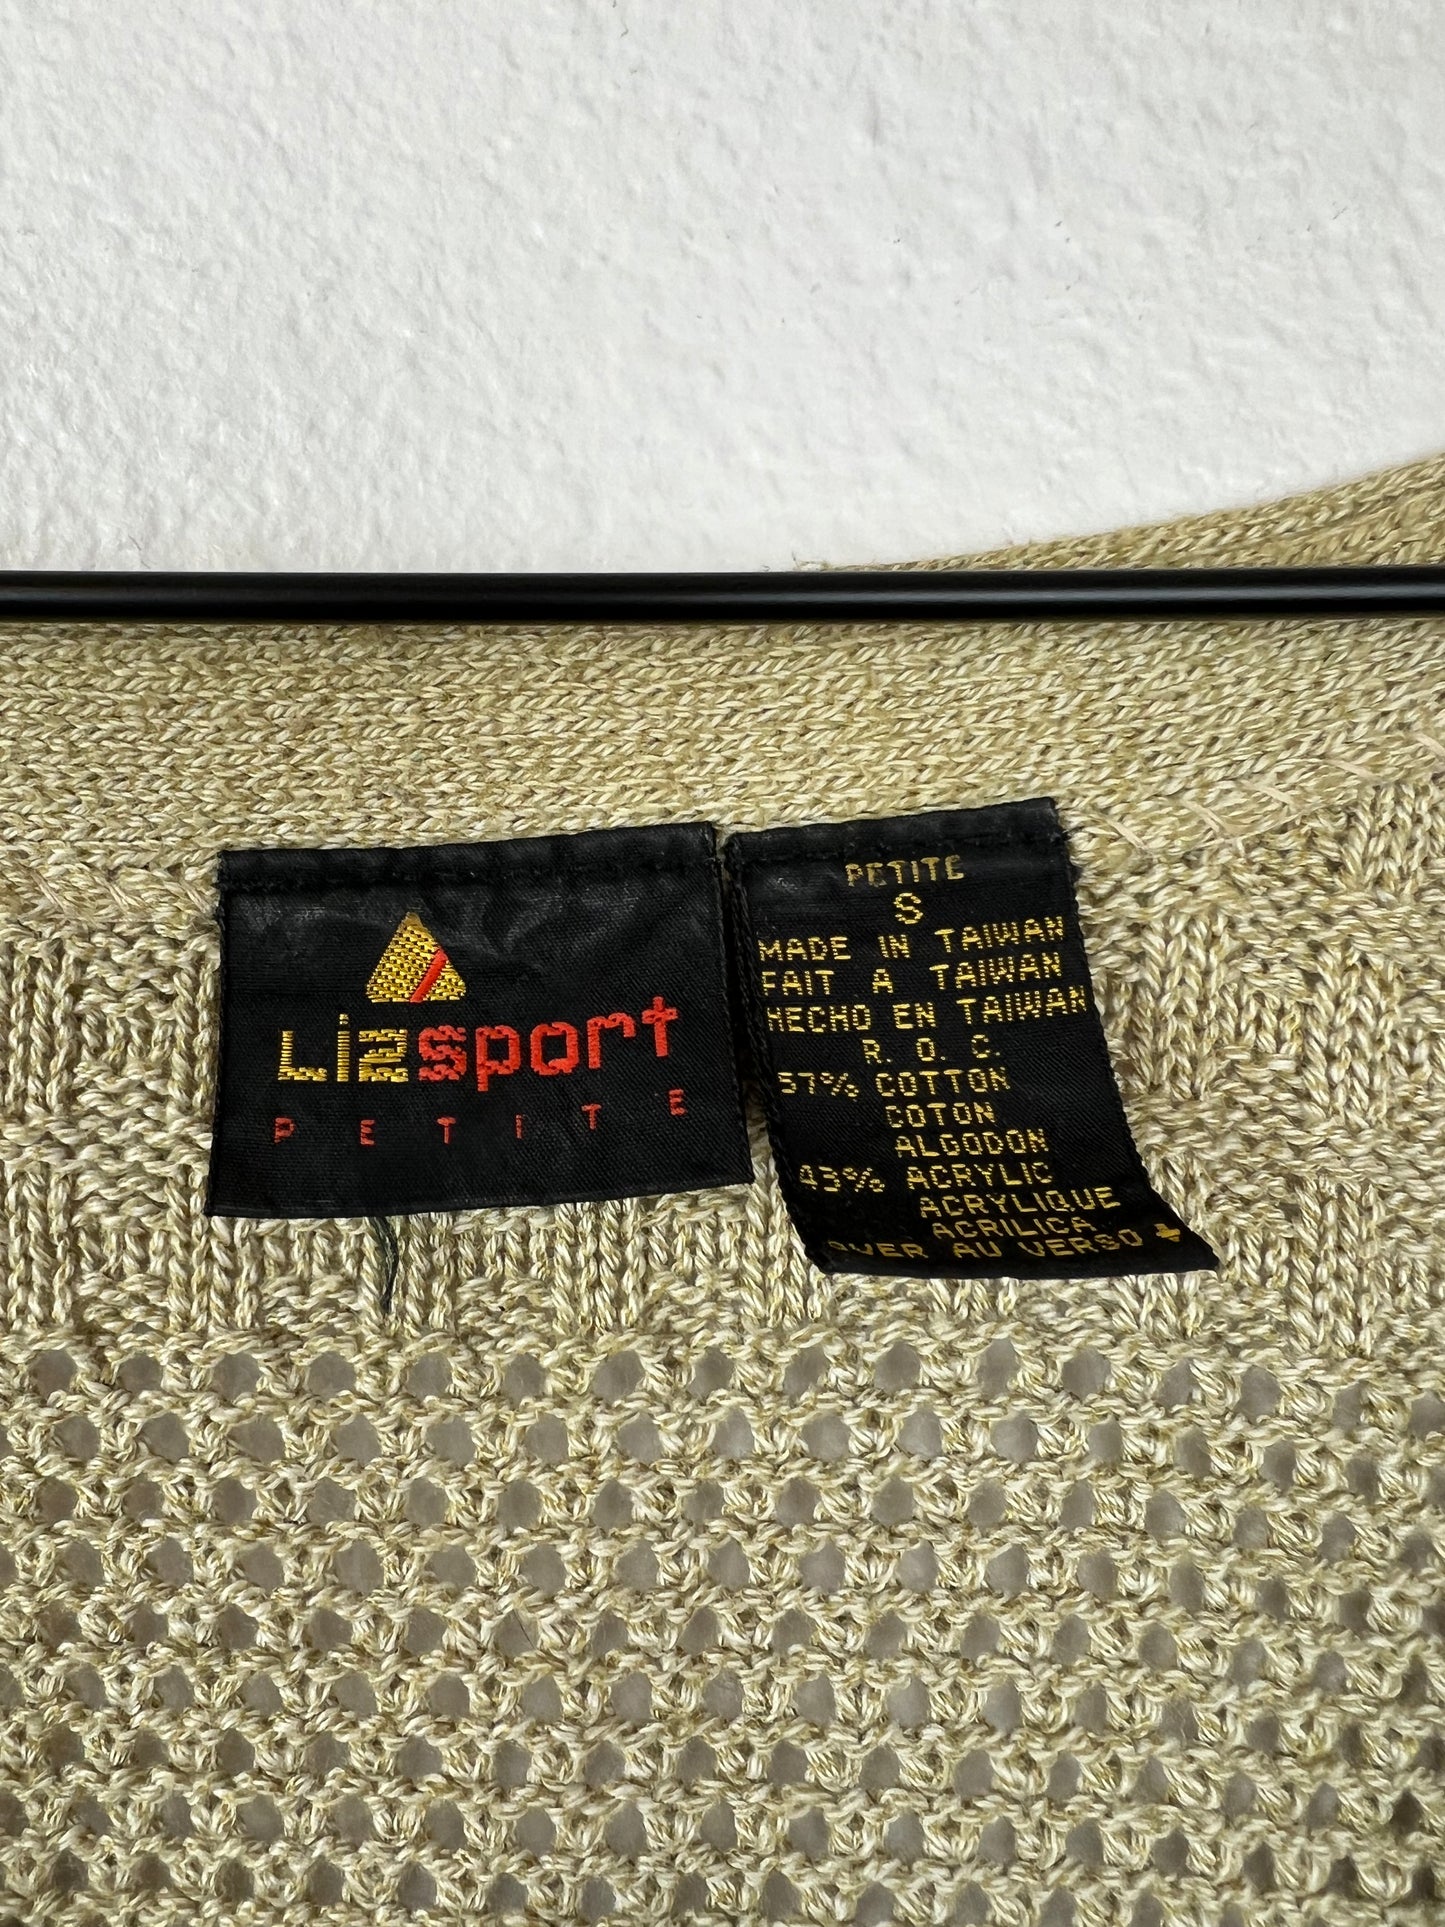 Lizsport
PETITE
PETITE
S
MADE IN TAIWAN
FAIT A TAIWAN
HECHO EN TAIWAN
R. O. C.
57% COTTON
COTON
ALGODON
43% ACRYLIC
ACRYLIQUE
ACRILICA
OVER AU VERSO